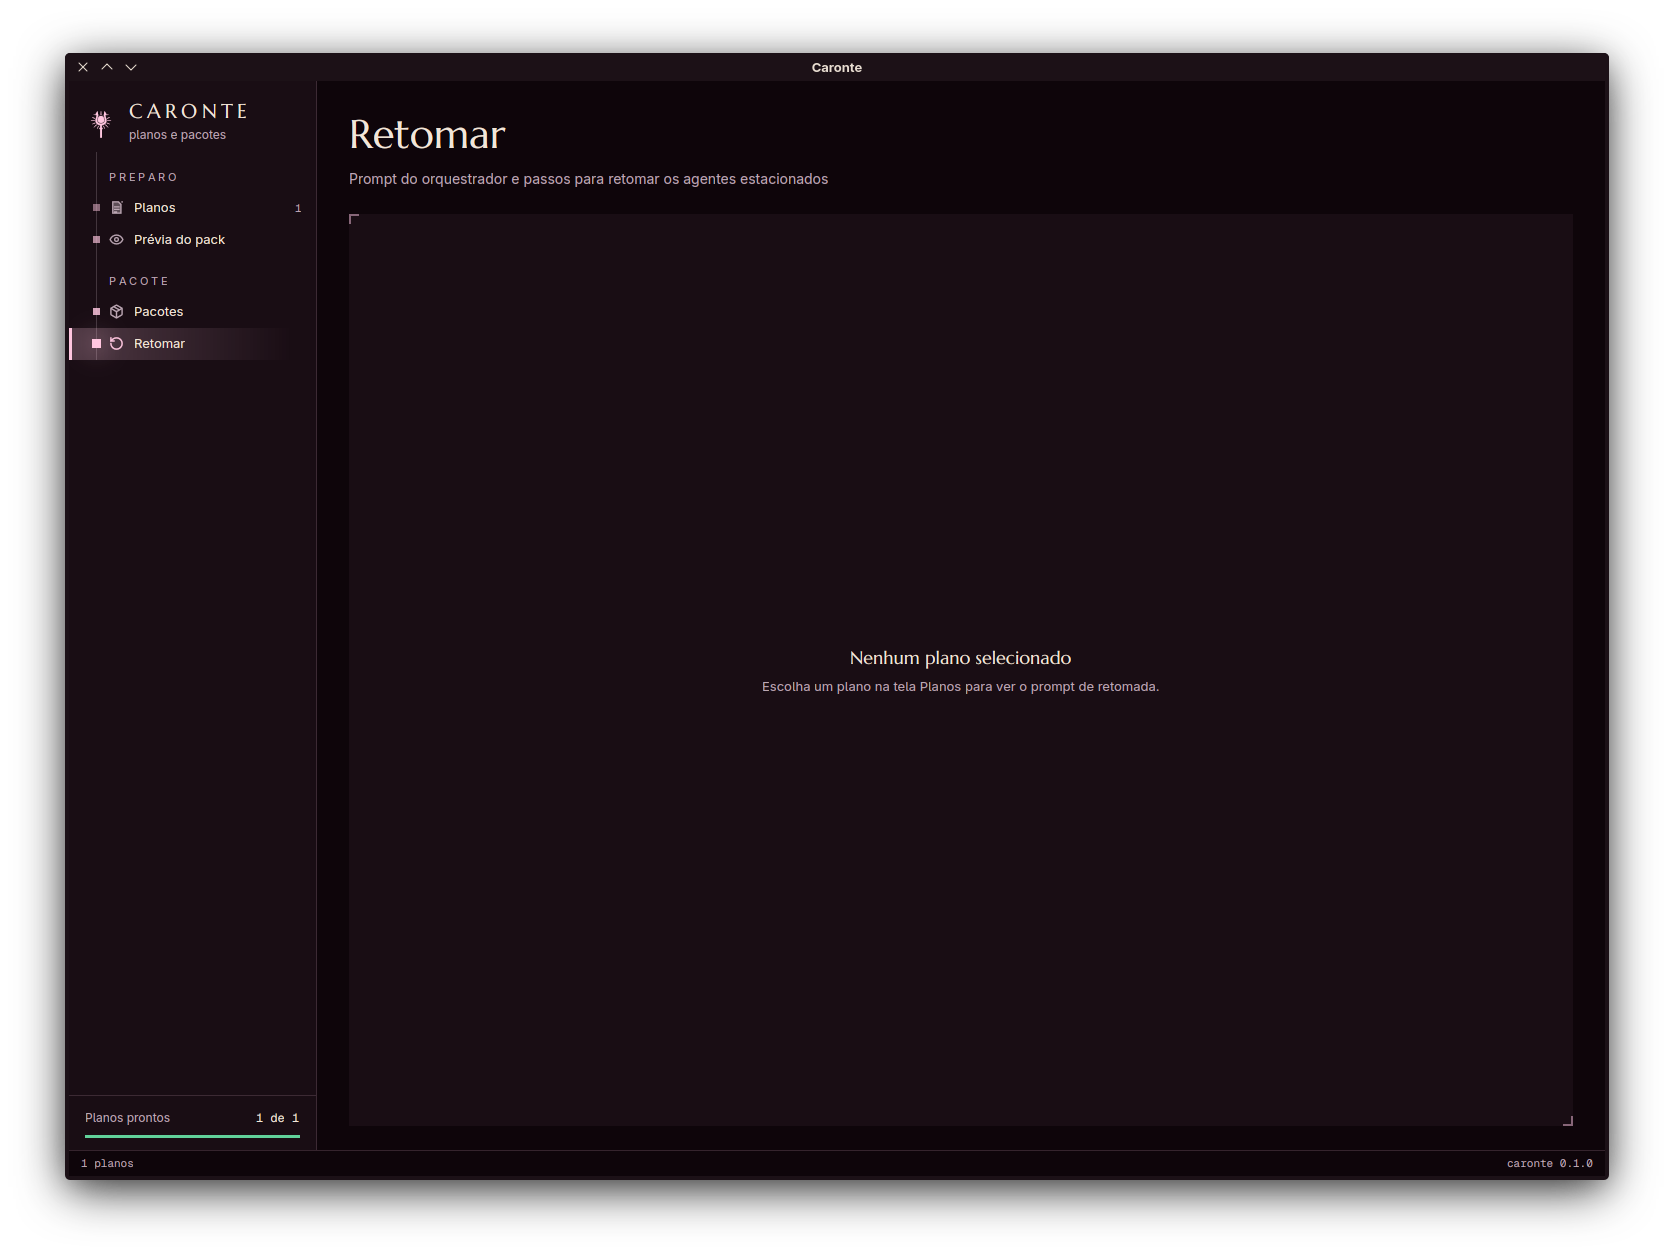 Caronte
CARONTE
planos e pacotes
PREPARO
Planos 1
Prévia do pack
PACOTE
Pacotes
Retomar
Retomar
Prompt do orquestrador e passos para retomar os agentes estacionados
Nenhum plano selecionado
Escolha um plano na tela Planos para ver o prompt de retomada.
Planos prontos 1 de 1
1 planos
caronte 0.1.0